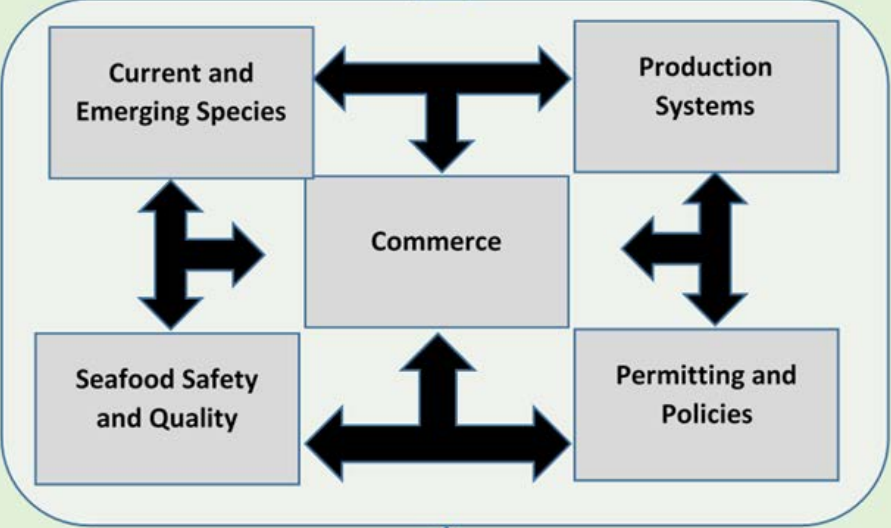 Current and
Emerging Species
Production
Systems
Commerce
Seafood Safety
and Quality
Permitting and
Policies